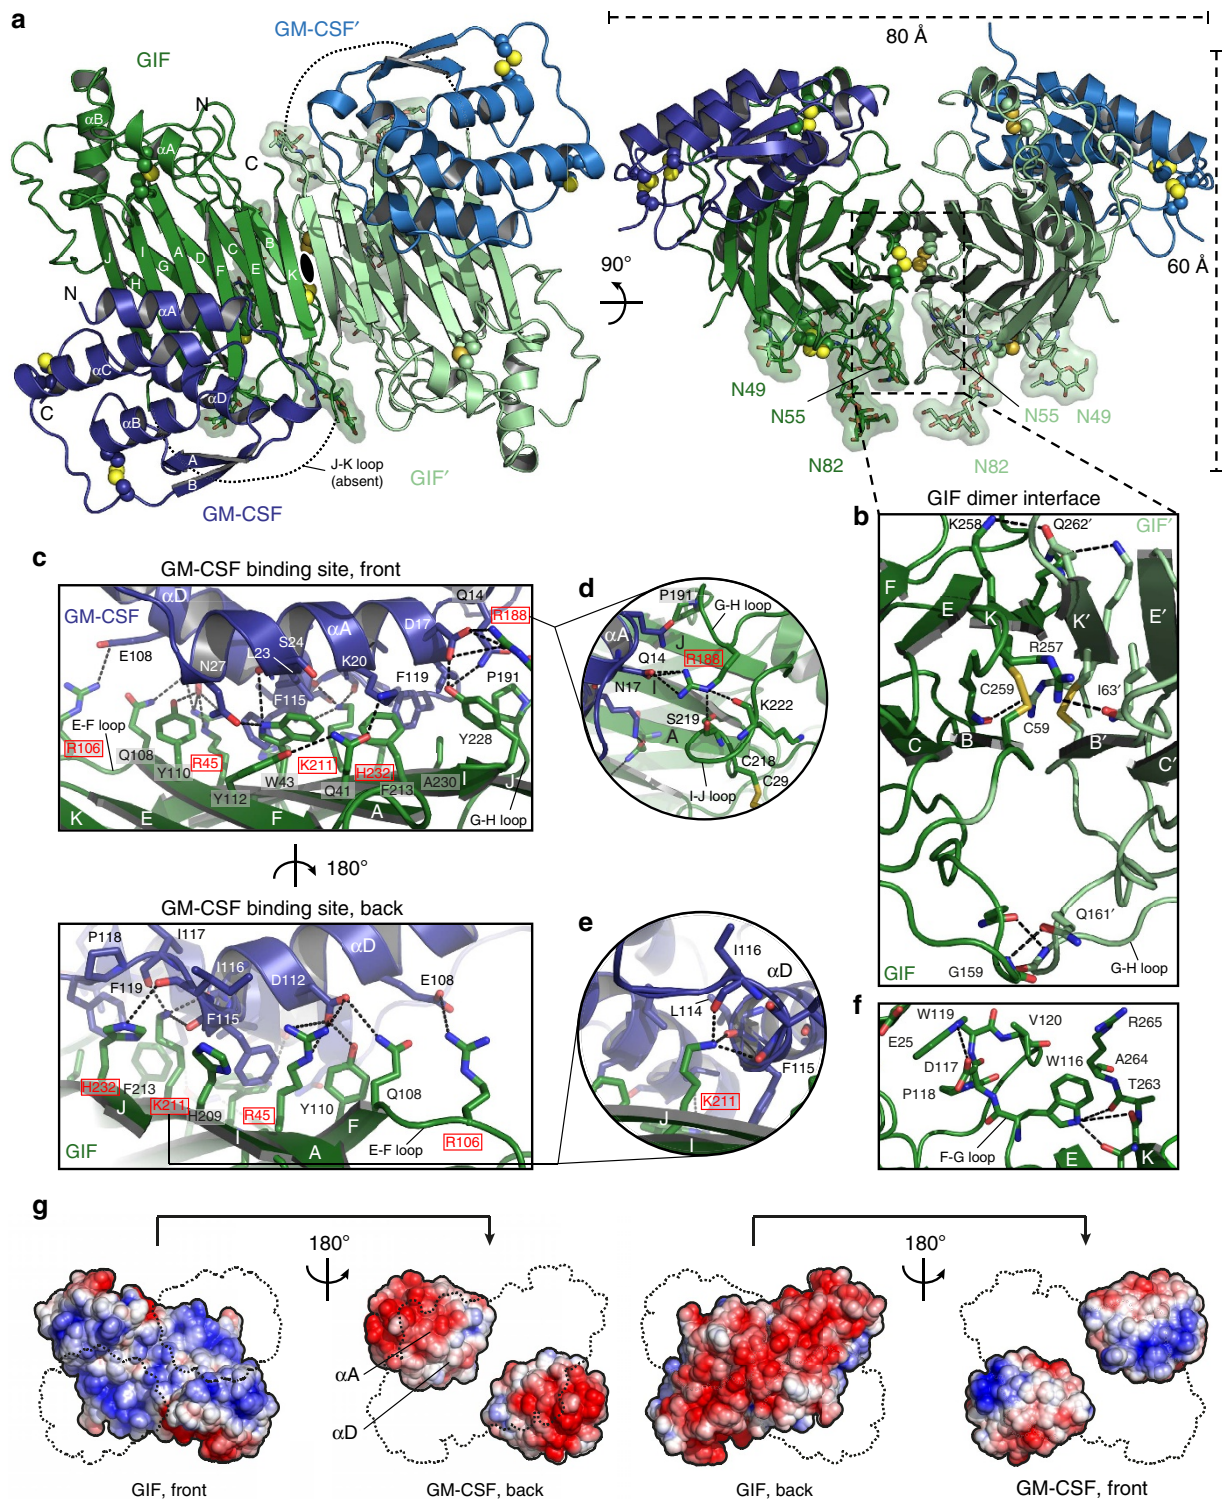 a
GIF
GM-CSF′
αB
αA
N
C
J
I
H
G
A
D
F
C
E
B
K
N
αA
αC
αD
αB
C
A
B
J-K loop
(absent)
GM-CSF
GIF′
90°
80 Å
60 Å
N49
N55
N82
N55
N49
N82
b
GIF dimer interface
K258
Q262′
GIF′
F
E
K
K′
E′
R257
C259
I63′
C59
C
B
B′
C′
Q161′
G159
G-H loop
GIF
c
GM-CSF binding site, front
GM-CSF
αD
αA
Q14
D17
R188
E108
S24
L23
N27
K20
F115
F119
P191
E-F loop
R106
Q108
Y110
R45
Y112
W43
K211
Q41
H232
F213
A230
Y228
I
J
K
E
F
A
G-H loop
180°
GM-CSF binding site, back
P118
I117
I116
αD
D112
E108
F119
F115
H232
F213
J
K211
H209
R45
I
Y110
A
F
Q108
E-F loop
R106
GIF
d
P191
G-H loop
αA
J
Q14
R188
N17
I
K222
S219
A
C218
I-J loop
C29
e
I116
αD
L114
F115
K211
J
I
f
W119
V120
R265
E25
D117
W116
A264
P118
T263
F-G loop
E
K
g
180°
180°
αA
αD
GIF, front
GM-CSF, back
GIF, back
GM-CSF, front